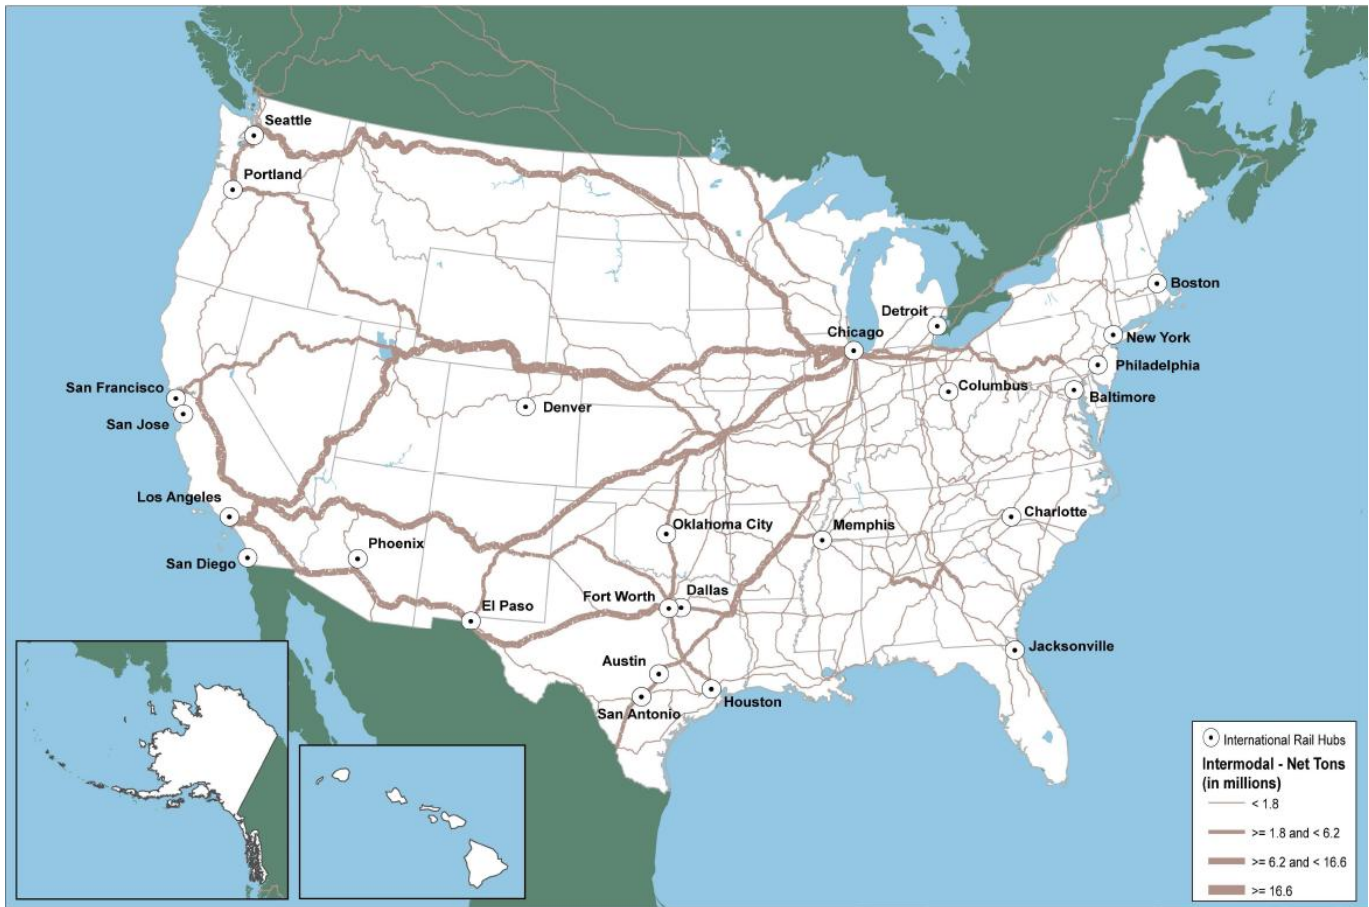 Seattle
Portland
Boston
Detroit
Chicago
New York
Philadelphia
San Francisco
Columbus
Baltimore
Denver
San Jose
Los Angeles
Charlotte
Oklahoma City
Memphis
Phoenix
San Diego
El Paso
Fort Worth
Dallas
Jacksonville
Austin
Houston
San Antonio
International Rail Hubs
Intermodal - Net Tons
(in millions)
< 1.8
>= 1.8 and < 6.2
>= 6.2 and < 16.6
>= 16.6